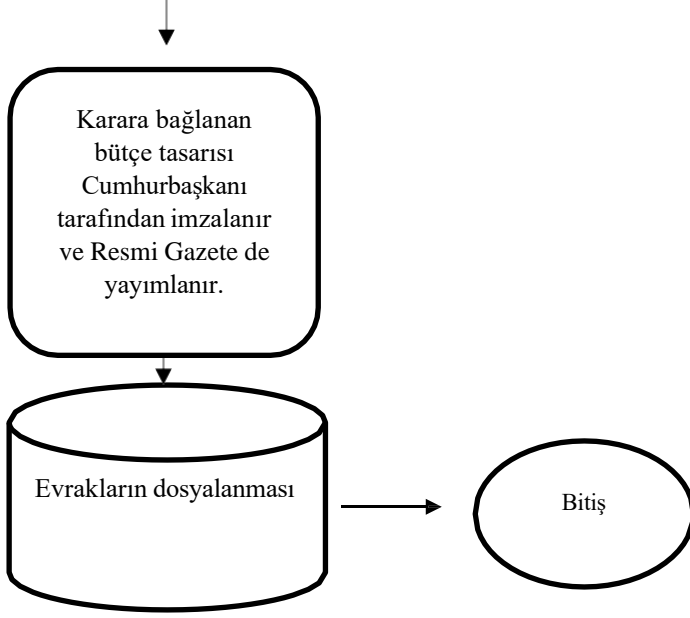 Karara bağlanan
bütçe tasarısı
Cumhurbaşkanı
tarafından imzalanır
ve Resmi Gazete de
yayımlanır.
Evrakların dosyalanması
Bitiş